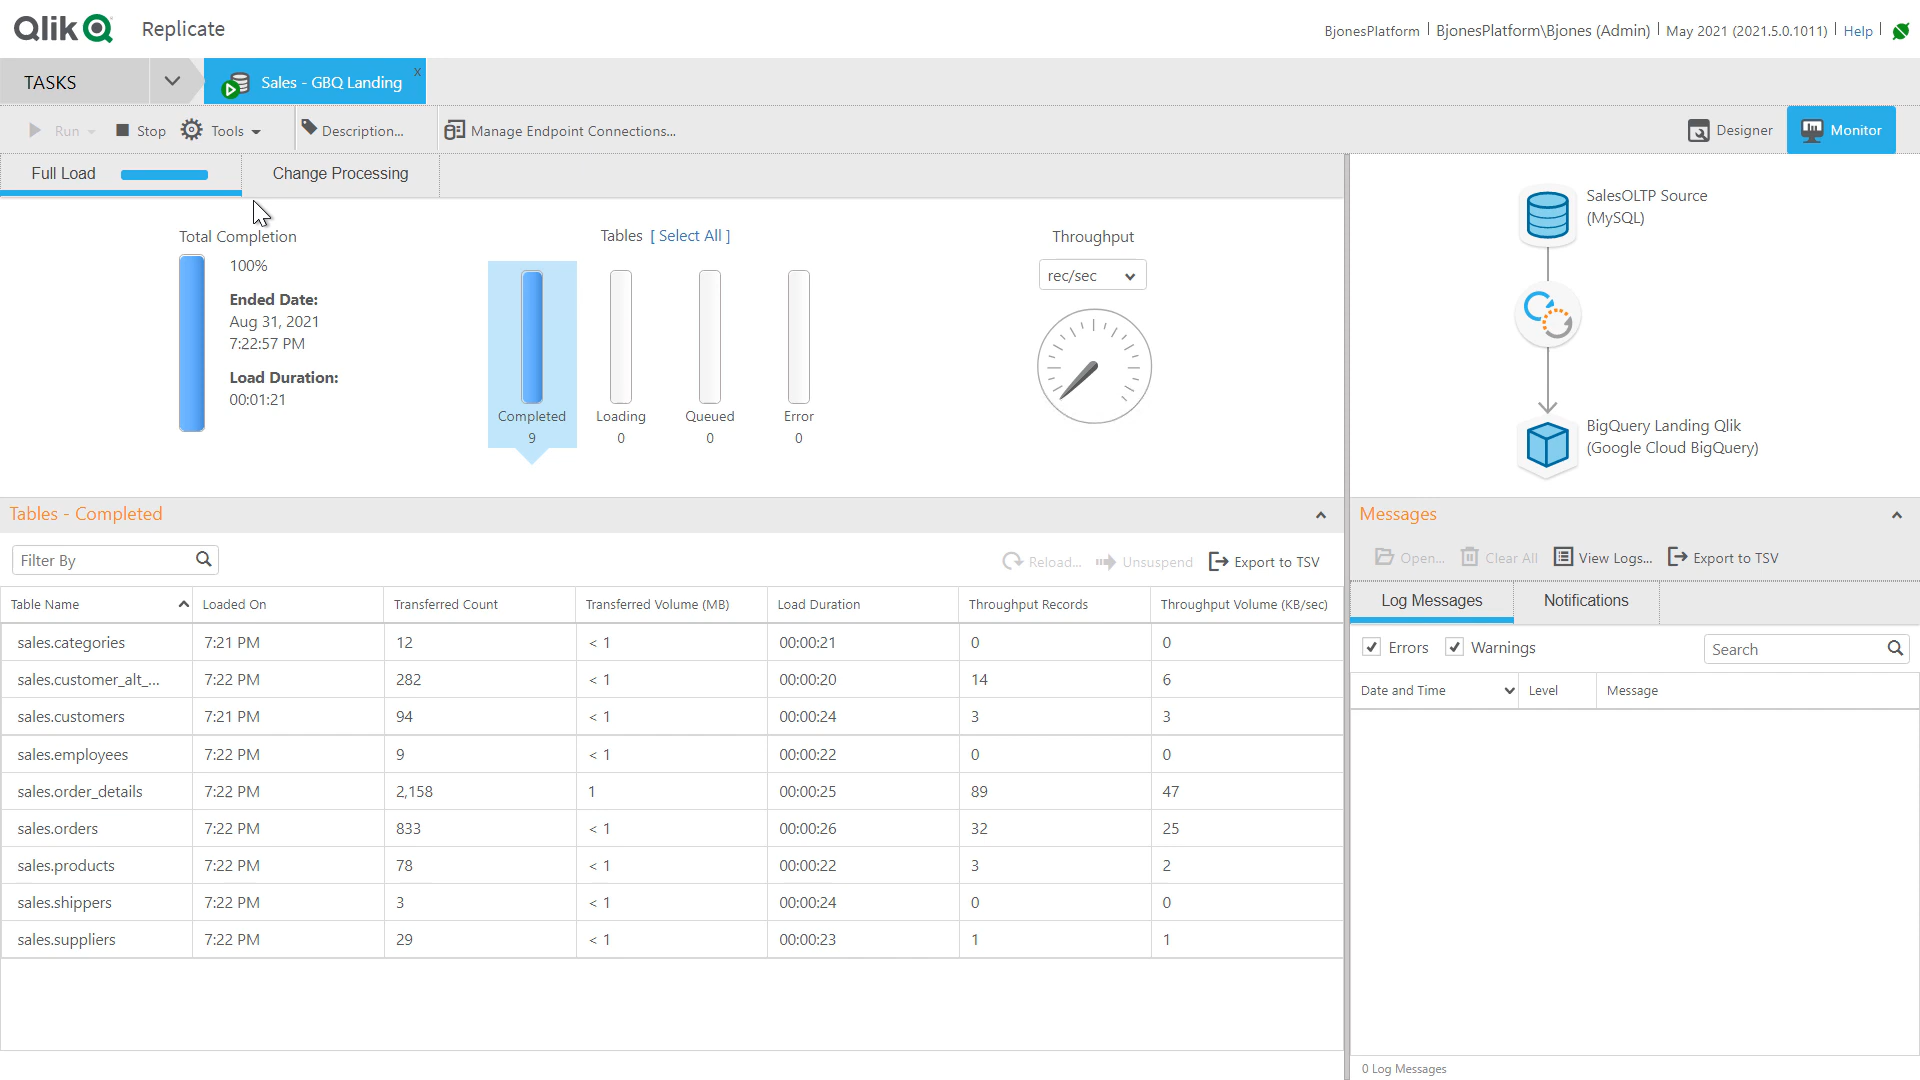 Qlik Replicate
BjonesPlatform BjonesPlatform\Bjones (Admin) May 2021 (2021.5.0.1011) Help
TASKS Sales - GBQ Landing x
Run Stop Tools Description... Manage Endpoint Connections... Designer Monitor
Full Load Change Processing
Total Completion
100%
Ended Date:
Aug 31, 2021
7:22:57 PM
Load Duration:
00:01:21
Tables [ Select All ]
Completed Loading Queued Error
9 0 0 0
Throughput
rec/sec
SalesOLTP Source
(MySQL)
BigQuery Landing Qlik
(Google Cloud BigQuery)
Tables - Completed
Filter By Reload... Unsuspend Export to TSV
Table Name Loaded On Transferred Count Transferred Volume (MB) Load Duration Throughput Records Throughput Volume (KB/sec)
sales.categories 7:21 PM 12 < 1 00:00:21 0 0
sales.customer_alt_... 7:22 PM 282 < 1 00:00:20 14 6
sales.customers 7:21 PM 94 < 1 00:00:24 3 3
sales.employees 7:22 PM 9 < 1 00:00:22 0 0
sales.order_details 7:22 PM 2,158 1 00:00:25 89 47
sales.orders 7:22 PM 833 < 1 00:00:26 32 25
sales.products 7:22 PM 78 < 1 00:00:22 3 2
sales.shippers 7:22 PM 3 < 1 00:00:24 0 0
sales.suppliers 7:22 PM 29 < 1 00:00:23 1 1
Messages
Open... Clear All View Logs... Export to TSV
Log Messages Notifications
Errors Warnings Search
Date and Time Level Message
0 Log Messages